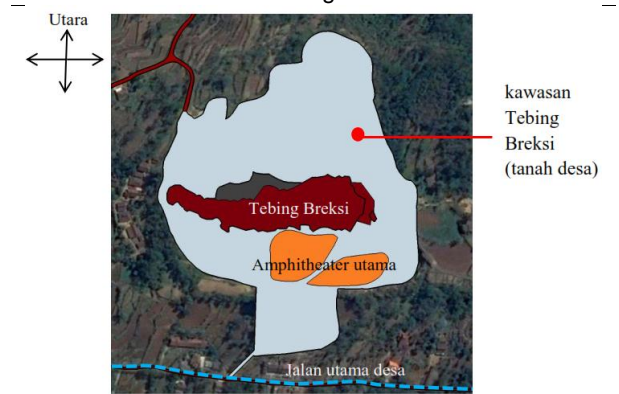 Utara
kawasan
Tebing
Breksi
(tanah desa)
Tebing Breksi
Amphitheater utama
Jalan utama desa